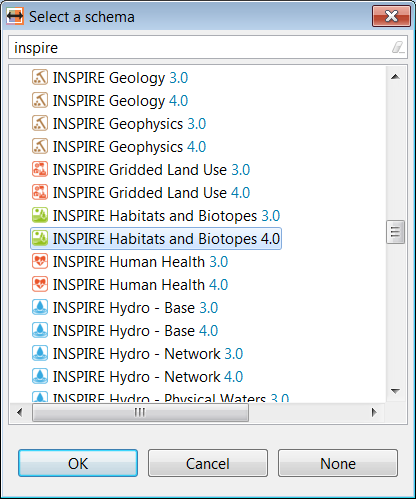 Select a schema
inspire
INSPIRE Geology 3.0
INSPIRE Geology 4.0
INSPIRE Geophysics 3.0
INSPIRE Geophysics 4.0
INSPIRE Gridded Land Use 3.0
INSPIRE Gridded Land Use 4.0
INSPIRE Habitats and Biotopes 3.0
INSPIRE Habitats and Biotopes 4.0
INSPIRE Human Health 3.0
INSPIRE Human Health 4.0
INSPIRE Hydro - Base 3.0
INSPIRE Hydro - Base 4.0
INSPIRE Hydro - Network 3.0
INSPIRE Hydro - Network 4.0
INSPIRE Hydro - Physical Waters 3.0
OK Cancel None